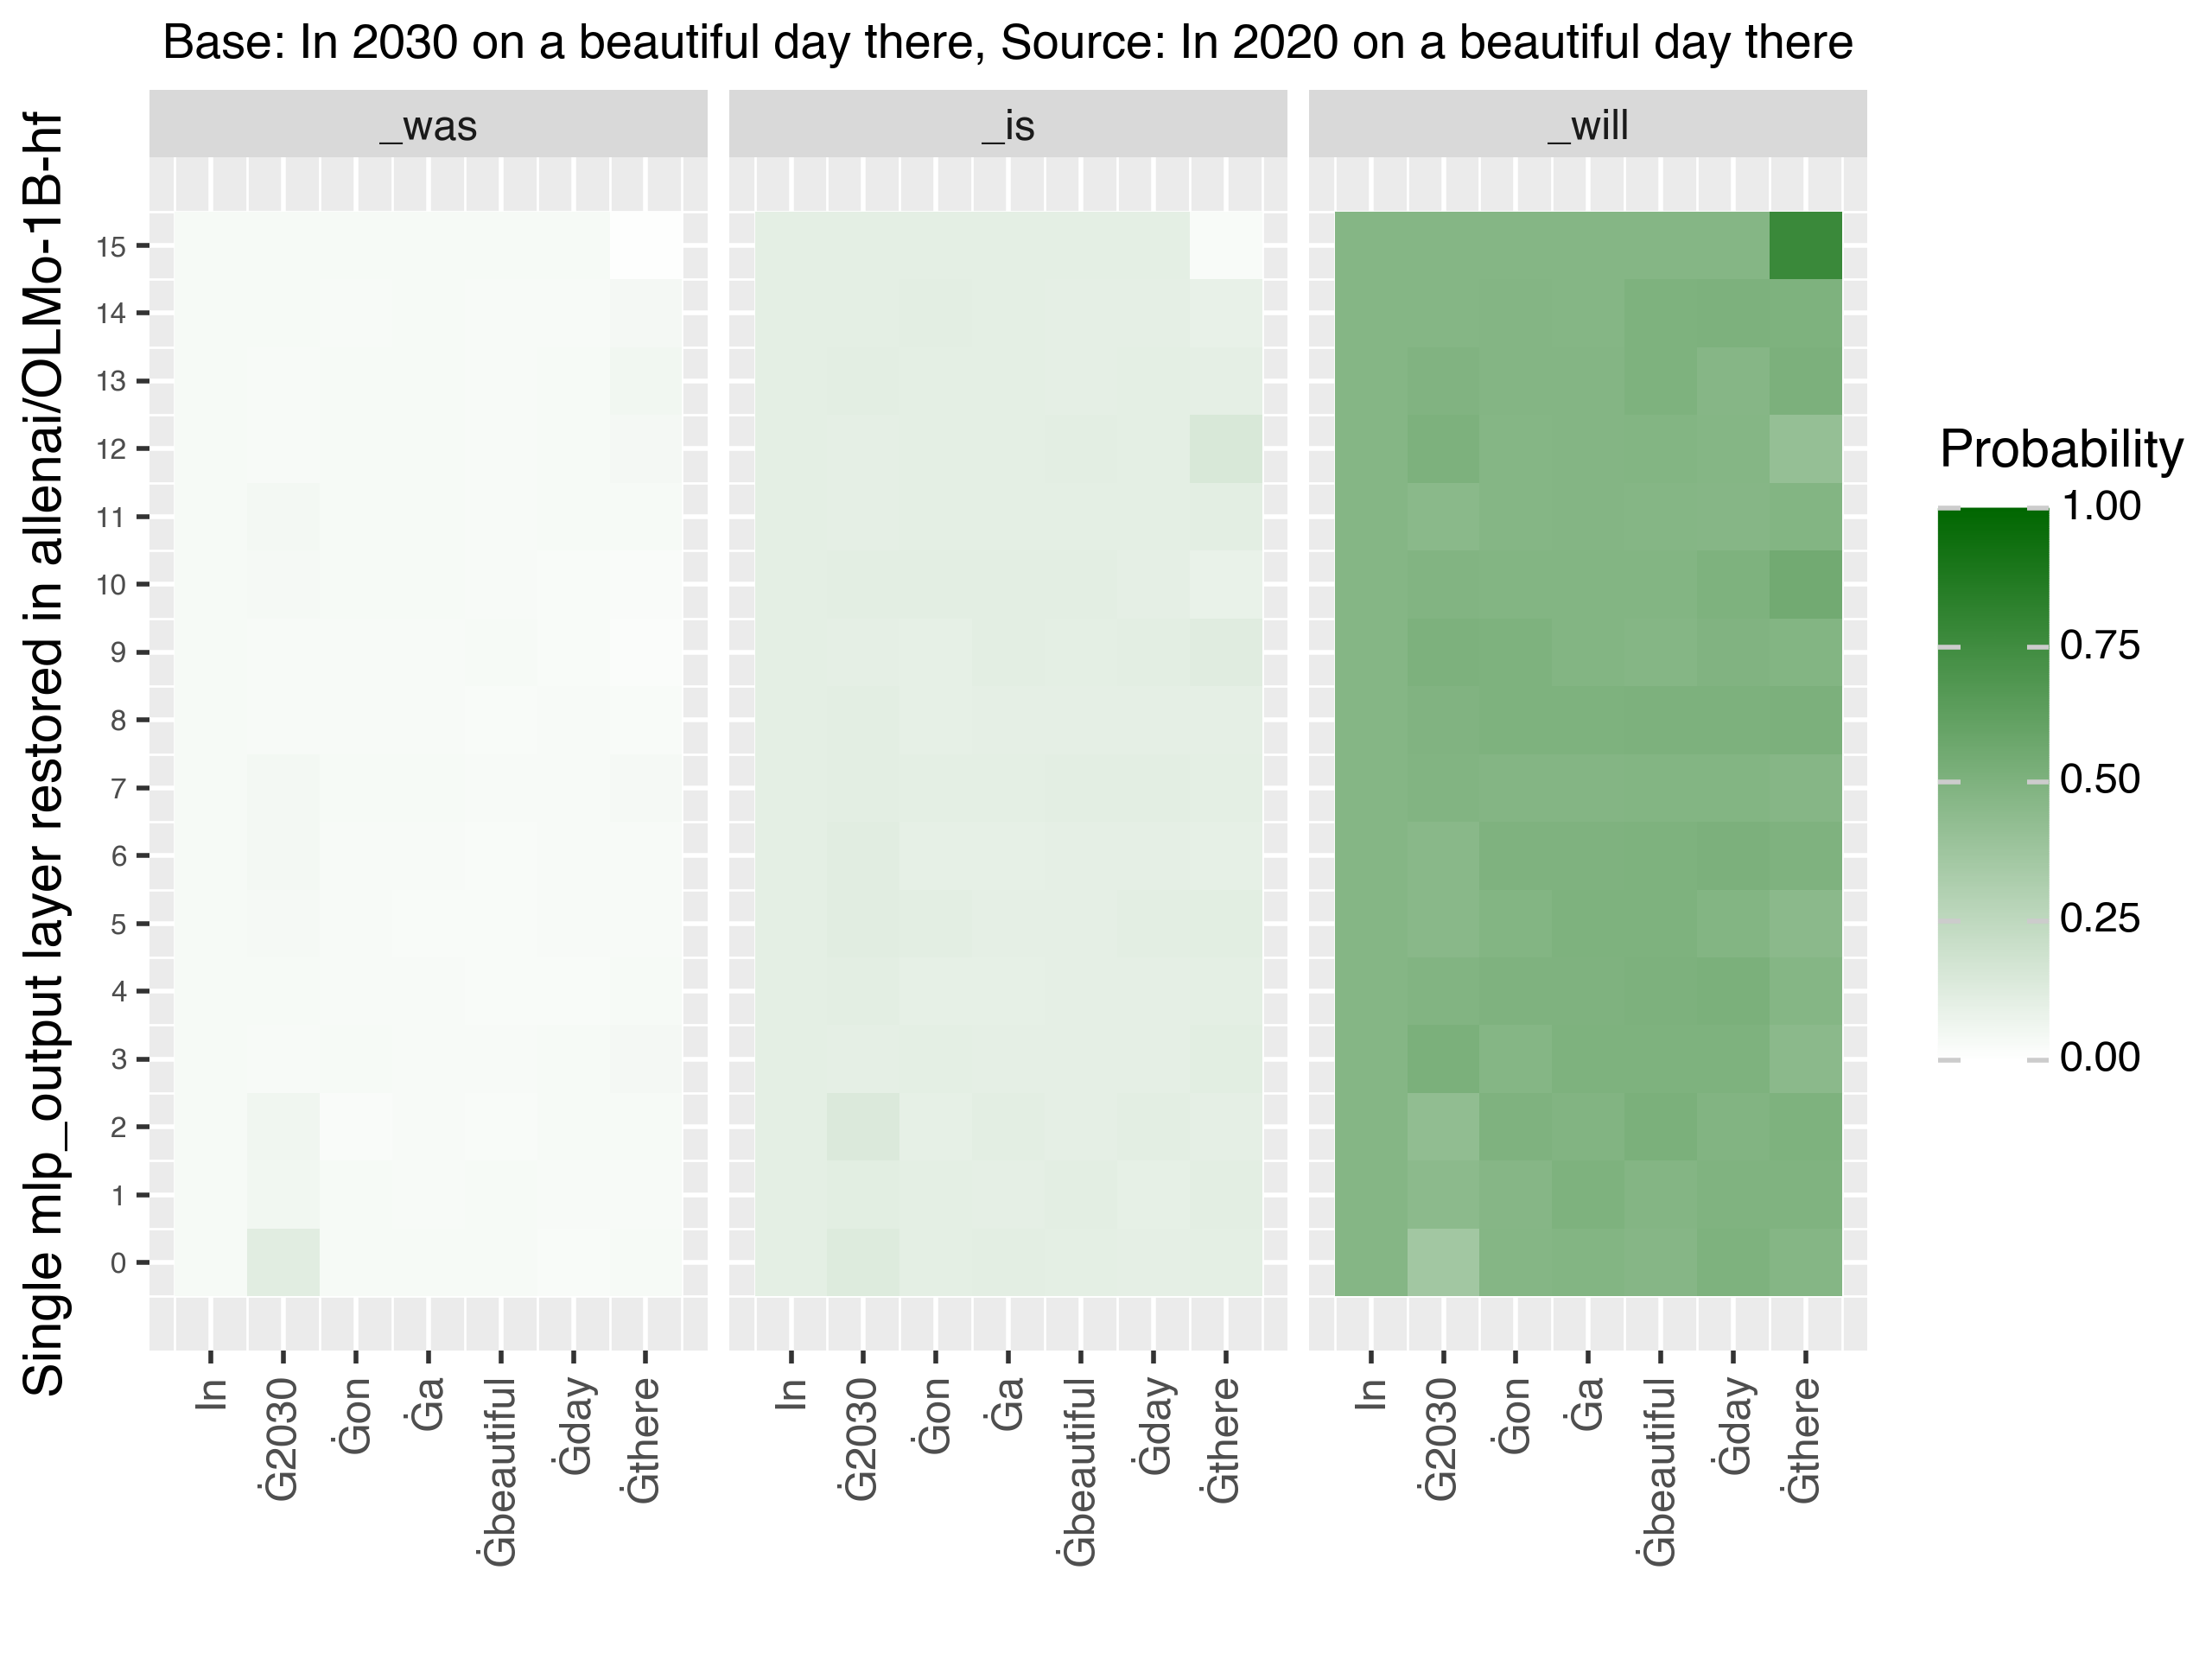 Base: In 2030 on a beautiful day there, Source: In 2020 on a beautiful day there
Single mlp_output layer restored in allenai/OLMo-1B-hf
_was
_is
_will
15
14
13
12
11
10
9
8
7
6
5
4
3
2
1
0
In
Ġ2030
Ġon
Ġa
Ġbeautiful
Ġday
Ġthere
In
Ġ2030
Ġon
Ġa
Ġbeautiful
Ġday
Ġthere
In
Ġ2030
Ġon
Ġa
Ġbeautiful
Ġday
Ġthere
Probability
1.00
0.75
0.50
0.25
0.00